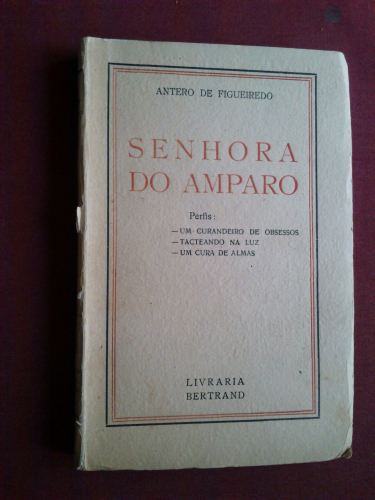 ANTERO DE FIGUEIREDO
SENHORA
DO AMPARO
Perfis:
— UM CURANDEIRO DE OBSESSOS
— TACTEANDO NA LUZ
— UM CURA DE ALMAS
LIVRARIA
BERTRAND